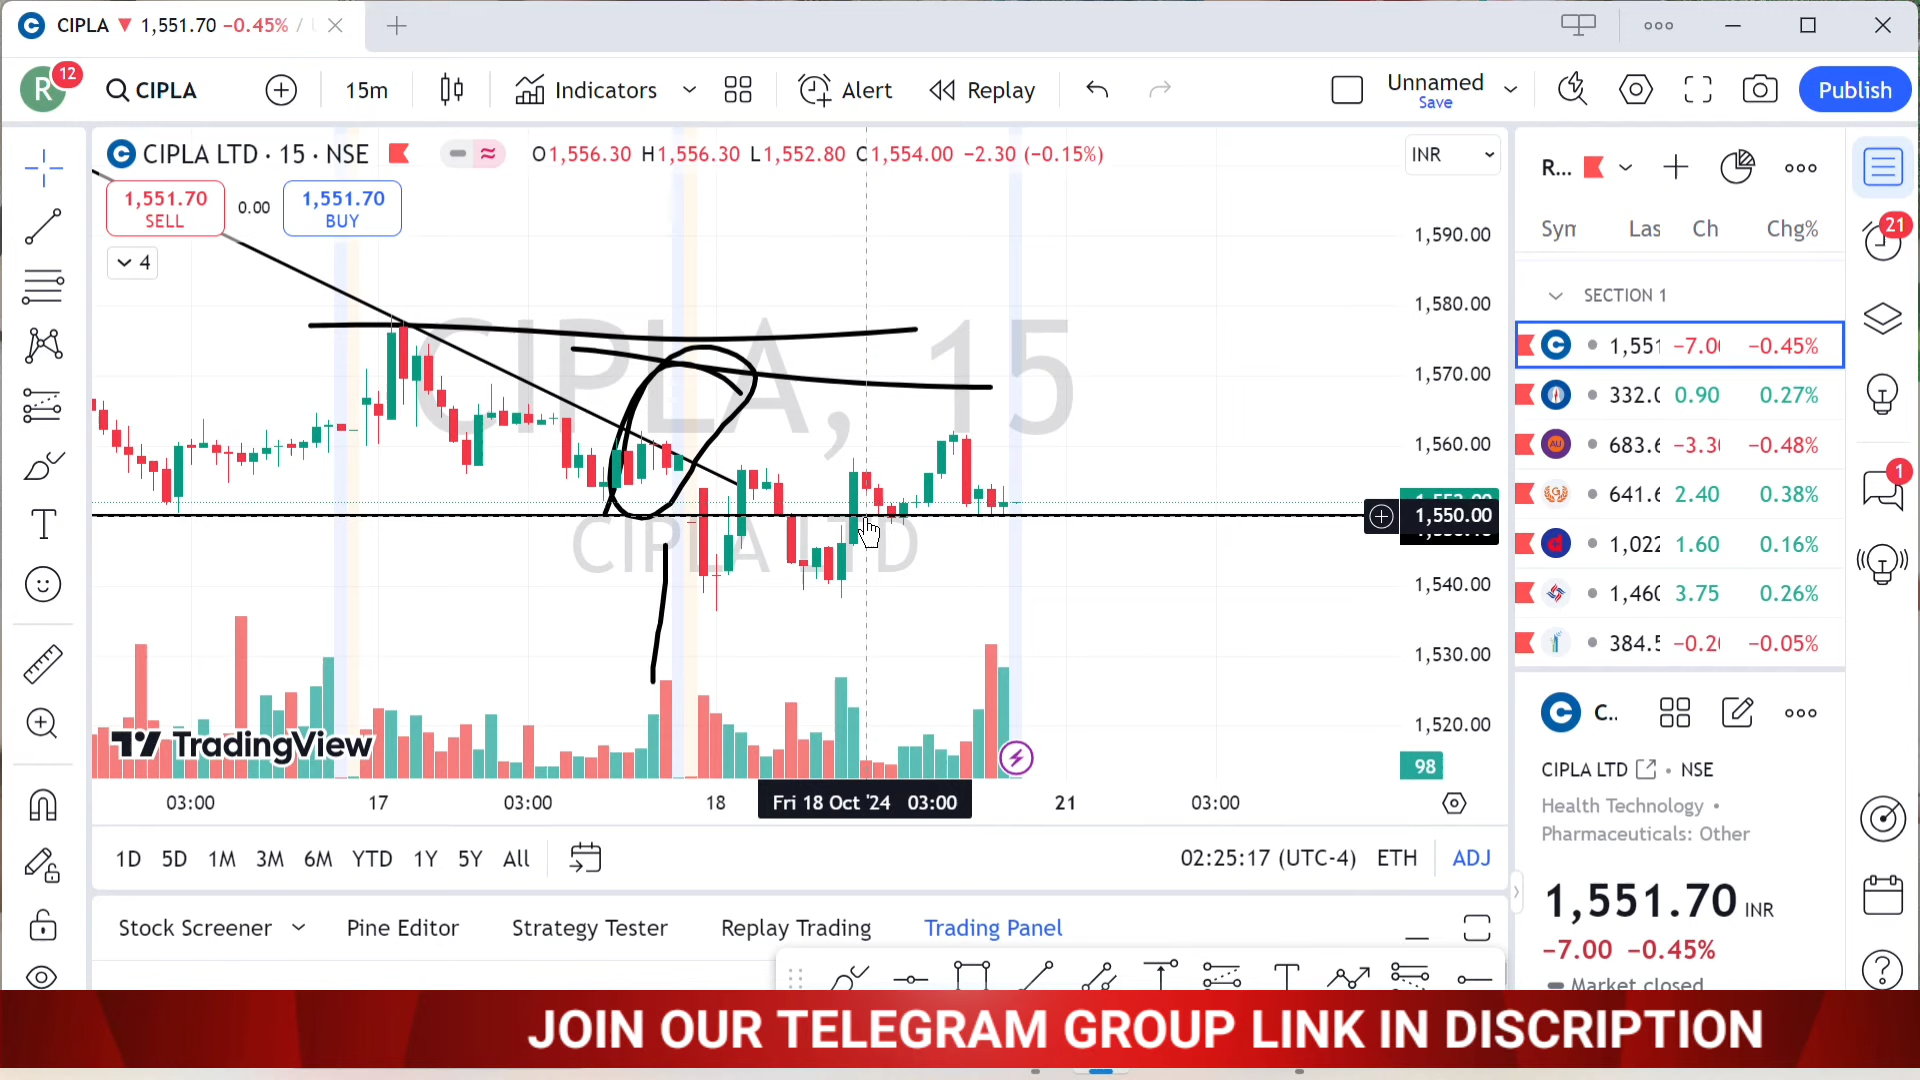 CIPLA ▼ 1,551.70 −0.45% /
R 12 CIPLA 15m Indicators Alert Replay Unnamed Publish
Save
CIPLA LTD · 15 · NSE O1,556.30 H1,556.30 L1,552.80 C1,554.00 −2.30 (−0.15%) INR
1,551.70 SELL 0.00 1,551.70 BUY
4
CIPLA, 15
CIPLA LTD
1,590.00
1,580.00
1,570.00
1,560.00
1,550.00
1,540.00
1,530.00
1,520.00
98
TradingView
03:00 17 03:00 18 Fri 18 Oct '24 03:00 21 03:00
1D 5D 1M 3M 6M YTD 1Y 5Y All 02:25:17 (UTC-4) ETH ADJ
Stock Screener Pine Editor Strategy Tester Replay Trading Trading Panel
R...
Las Ch Chg%
SECTION 1
1,551 −7.0 −0.45%
332.0 0.90 0.27%
683.6 −3.3 −0.48%
641.6 2.40 0.38%
1,022 1.60 0.16%
1,460 3.75 0.26%
384.5 −0.2 −0.05%
C..
CIPLA LTD • NSE
Health Technology •
Pharmaceuticals: Other
1,551.70 INR
−7.00 −0.45%
Market closed
21
1
JOIN OUR TELEGRAM GROUP LINK IN DISCRIPTION